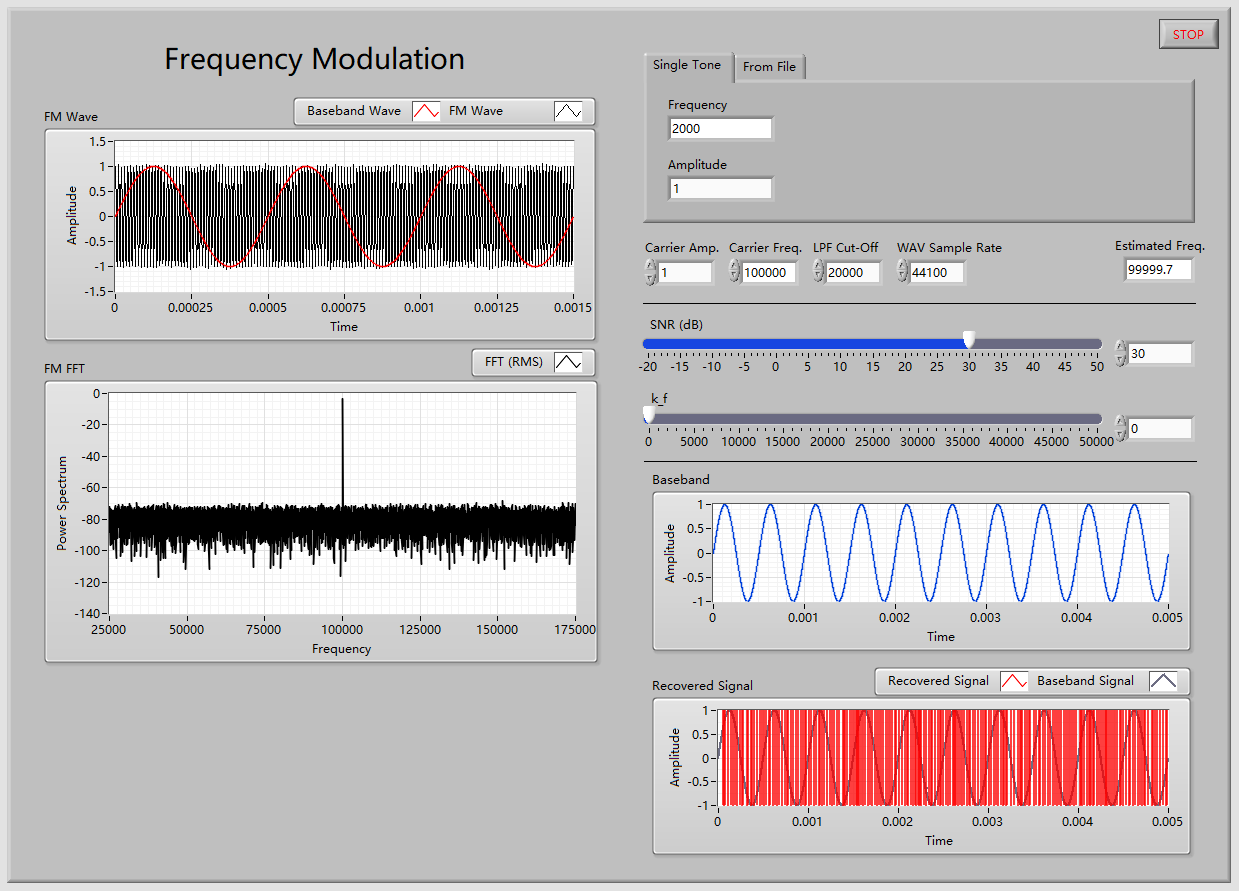 STOP
Frequency Modulation
Single Tone From File
Frequency
2000
Amplitude
1
Baseband Wave FM Wave
FM Wave
1.5
1
0.5
0
-0.5
-1
-1.5
Amplitude
0 0.00025 0.0005 0.00075 0.001 0.00125 0.0015
Time
Carrier Amp. Carrier Freq. LPF Cut-Off WAV Sample Rate Estimated Freq.
1 100000 20000 44100 99999.7
SNR (dB)
-20 -15 -10 -5 0 5 10 15 20 25 30 35 40 45 50
30
k_f
0 5000 10000 15000 20000 25000 30000 35000 40000 45000 50000
0
FFT (RMS)
FM FFT
0
-20
-40
-60
-80
-100
-120
-140
Power Spectrum
25000 50000 75000 100000 125000 150000 175000
Frequency
Baseband
1
0.5
0
-0.5
-1
Amplitude
0 0.001 0.002 0.003 0.004 0.005
Time
Recovered Signal Baseband Signal
Recovered Signal
1
0.5
0
-0.5
-1
Amplitude
0 0.001 0.002 0.003 0.004 0.005
Time